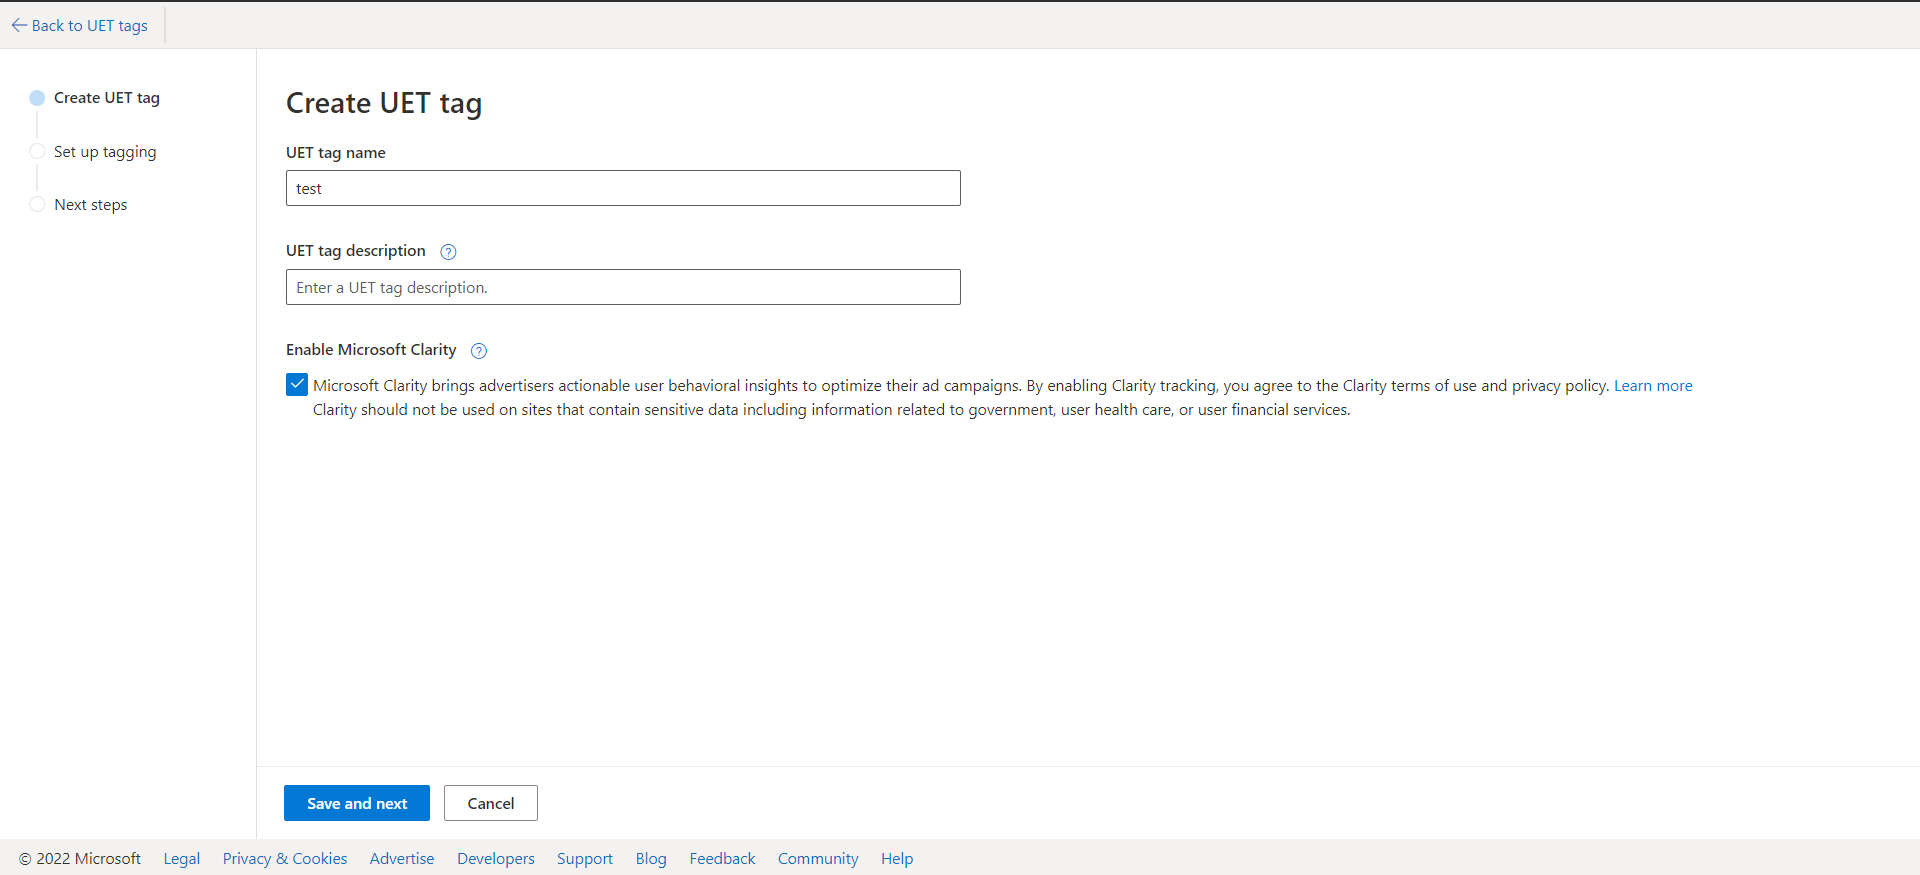 Back to UET tags
Create UET tag
Set up tagging
Next steps
Create UET tag
UET tag name
test
UET tag description ?
Enter a UET tag description.
Enable Microsoft Clarity ?
Microsoft Clarity brings advertisers actionable user behavioral insights to optimize their ad campaigns. By enabling Clarity tracking, you agree to the Clarity terms of use and privacy policy. Learn more
Clarity should not be used on sites that contain sensitive data including information related to government, user health care, or user financial services.
Save and next Cancel
© 2022 Microsoft Legal Privacy & Cookies Advertise Developers Support Blog Feedback Community Help